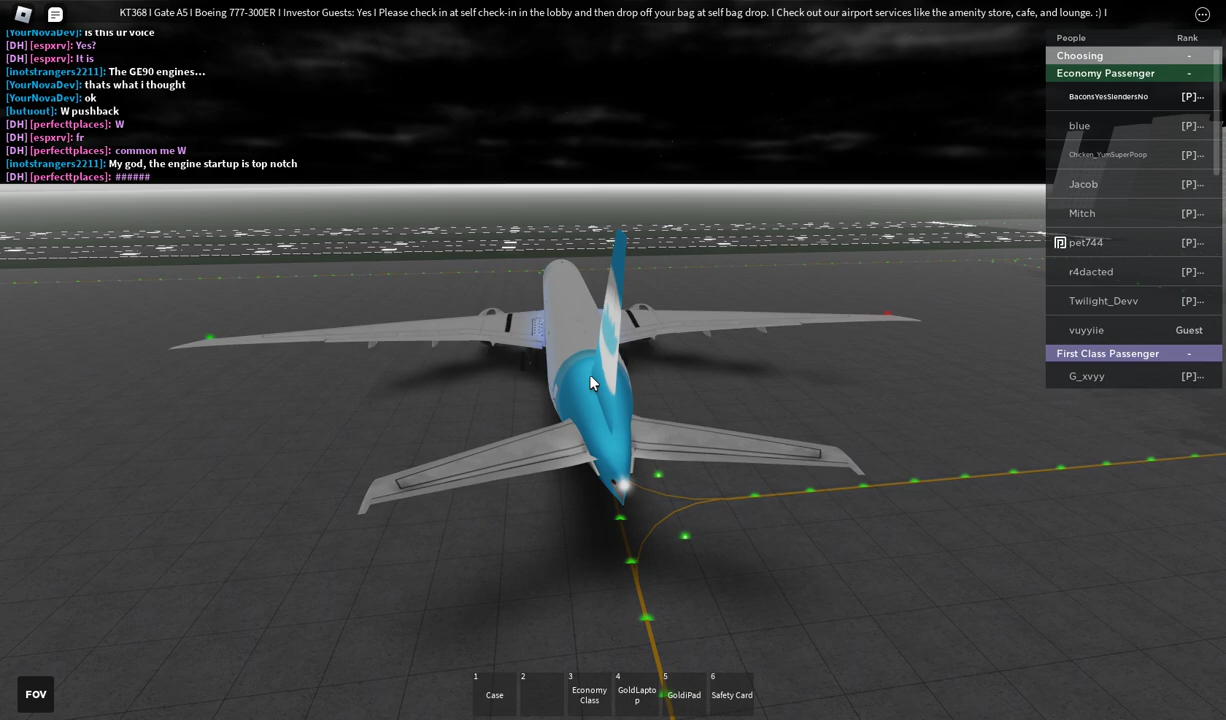 KT368 I Gate A5 I Boeing 777-300ER I Investor Guests: Yes I Please check in at self check-in in the lobby and then drop off your bag at self bag drop. I Check out our airport services like the amenity store, cafe, and lounge. :) I
[YourNovaDev]: is this ur voice
[DH] [espxrv]: Yes?
[DH] [espxrv]: It is
[inotstrangers2211]: The GE90 engines...
[YourNovaDev]: thats what i thought
[YourNovaDev]: ok
[butuout]: W pushback
[DH] [perfecttplaces]: W
[DH] [espxrv]: fr
[DH] [perfecttplaces]: common me W
[inotstrangers2211]: My god, the engine startup is top notch
[DH] [perfecttplaces]: ######
People Rank
Choosing -
Economy Passenger -
BaconsYesSlendersNo [P]...
blue [P]...
Chicken_YumSuperPoop [P]...
Jacob [P]...
Mitch [P]...
pet744 [P]...
r4dacted [P]...
Twilight_Devv [P]...
vuyyiie Guest
First Class Passenger -
G_xvyy [P]...
FOV
1 Case
2
3 Economy Class
4 GoldLaptop
5 GoldiPad
6 Safety Card